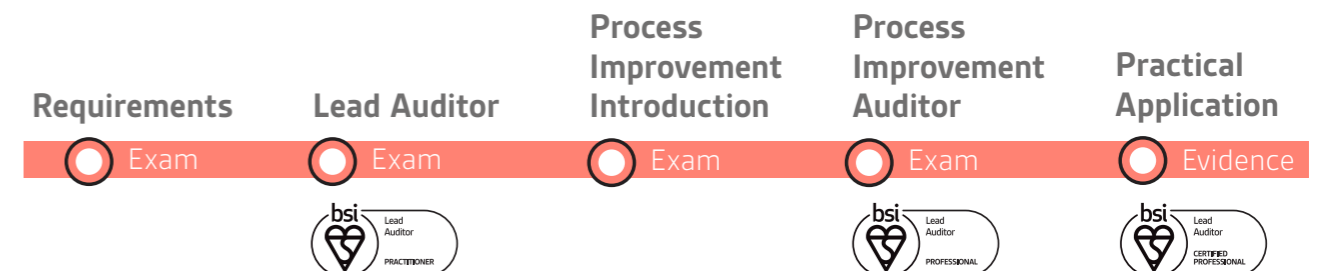 Process
Improvement
Introduction
Process
Improvement
Auditor
Practical
Application
Requirements
Lead Auditor
Exam
Exam
Exam
Exam
Evidence
bsi
Lead
Auditor
PRACTITIONER
bsi
Lead
Auditor
PROFESSIONAL
bsi
Lead
Auditor
CERTIFIED
PROFESSIONAL